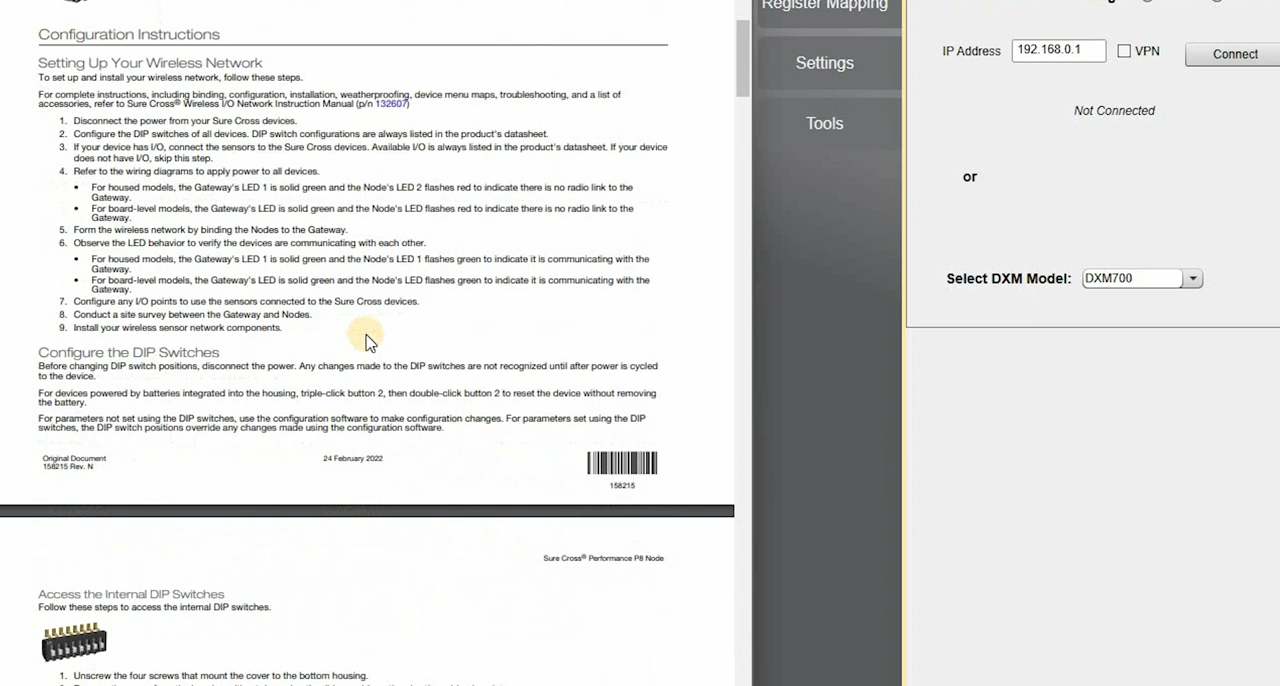 Configuration Instructions
Setting Up Your Wireless Network
To set up and install your wireless network, follow these steps.
For complete instructions, including binding, configuration, installation, weatherproofing, device menu maps, troubleshooting, and a list of
accessories, refer to Sure Cross® Wireless I/O Network Instruction Manual (p/n 132607)
1. Disconnect the power from your Sure Cross devices.
2. Configure the DIP switches of all devices. DIP switch configurations are always listed in the product's datasheet.
3. If your device has I/O, connect the sensors to the Sure Cross devices. Available I/O is always listed in the product's datasheet. If your device
does not have I/O, skip this step.
4. Refer to the wiring diagrams to apply power to all devices.
• For housed models, the Gateway's LED 1 is solid green and the Node's LED 2 flashes red to indicate there is no radio link to the
Gateway.
• For board-level models, the Gateway's LED is solid green and the Node's LED flashes red to indicate there is no radio link to the
Gateway.
5. Form the wireless network by binding the Nodes to the Gateway.
6. Observe the LED behavior to verify the devices are communicating with each other.
• For housed models, the Gateway's LED 1 is solid green and the Node's LED 1 flashes green to indicate it is communicating with the
Gateway.
• For board-level models, the Gateway's LED is solid green and the Node's LED flashes green to indicate it is communicating with the
Gateway.
7. Configure any I/O points to use the sensors connected to the Sure Cross devices.
8. Conduct a site survey between the Gateway and Nodes.
9. Install your wireless sensor network components.
Configure the DIP Switches
Before changing DIP switch positions, disconnect the power. Any changes made to the DIP switches are not recognized until after power is cycled
to the device.
For devices powered by batteries integrated into the housing, triple-click button 2, then double-click button 2 to reset the device without removing
the battery.
For parameters not set using the DIP switches, use the configuration software to make configuration changes. For parameters set using the DIP
switches, the DIP switch positions override any changes made using the configuration software.
Original Document
158215 Rev. N
24 February 2022
158215
Sure Cross® Performance P8 Node
Access the Internal DIP Switches
Follow these steps to access the internal DIP switches.
1. Unscrew the four screws that mount the cover to the bottom housing.
Register Mapping
Settings
Tools
IP Address 192.168.0.1 VPN Connect
Not Connected
or
Select DXM Model: DXM700